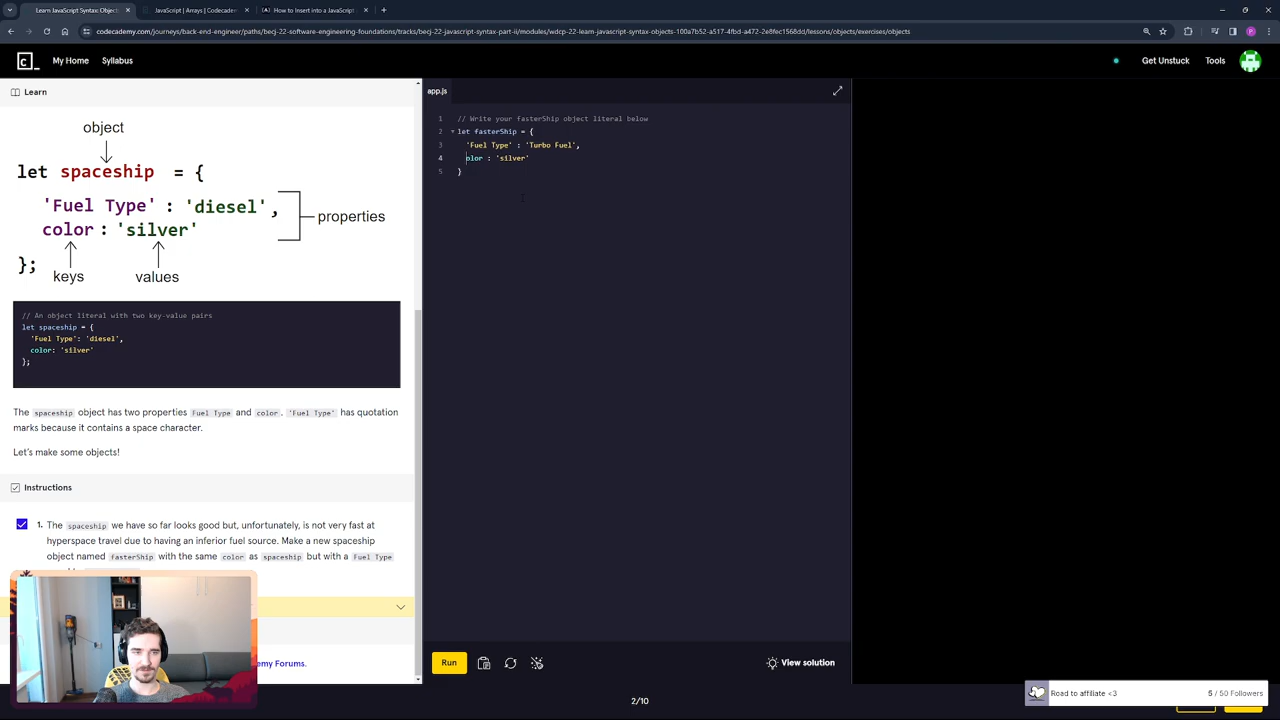 Learn JavaScript Syntax: Object
JavaScript | Arrays | Codecadem
How to Insert into a JavaScript
codecademy.com/journeys/back-end-engineer/paths/becj-22-software-engineering-foundations/tracks/becj-22-javascript-syntax-part-ii/modules/wdcp-22-learn-javascript-syntax-objects-100a7b52-a517-4fbd-a472-2e8fec1568dd/lessons/objects/exercises/objects
My Home
Syllabus
Get Unstuck
Tools
Learn
object
let spaceship = {
'Fuel Type' : 'diesel',
properties
color : 'silver'
};
keys
values
// An object literal with two key-value pairs
let spaceship = {
'Fuel Type': 'diesel',
color: 'silver'
};
The spaceship object has two properties Fuel Type and color. 'Fuel Type' has quotation
marks because it contains a space character.
Let's make some objects!
Instructions
1. The spaceship we have so far looks good but, unfortunately, is not very fast at
hyperspace travel due to having an inferior fuel source. Make a new spaceship
object named fasterShip with the same color as spaceship but with a Fuel Type
emy Forums.
app.js
1 // Write your fasterShip object literal below
2 let fasterShip = {
3 'Fuel Type' : 'Turbo Fuel',
4 olor : 'silver'
5 }
Run
View solution
2/10
Road to affiliate <3
5 / 50 Followers